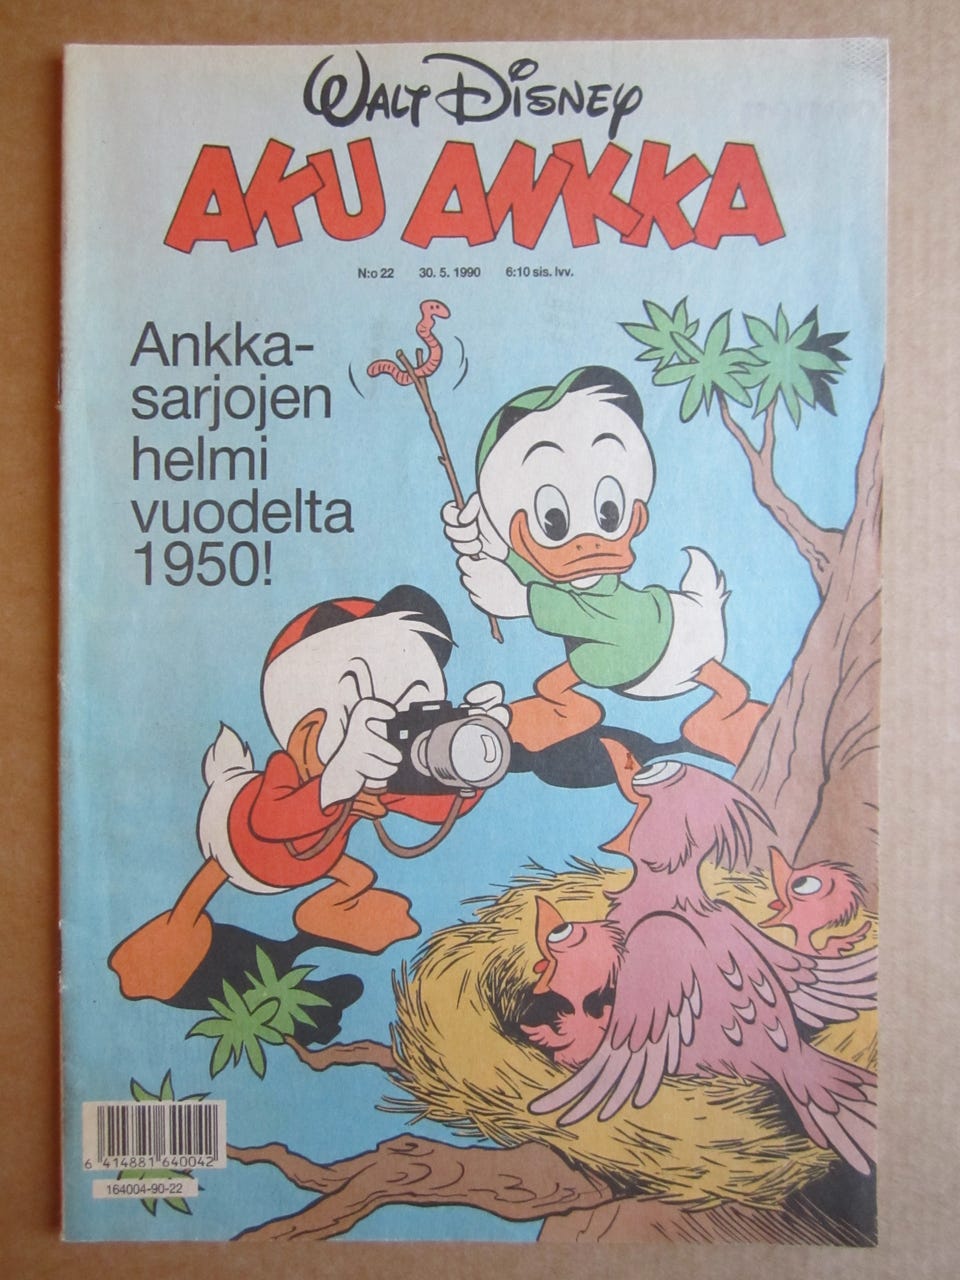 Walt Disney
AKU ANKKA
N:o 22 30. 5. 1990 6:10 sis. lvv.
Ankka-
sarjojen
helmi
vuodelta
1950!
6 414881 640042
164004-90-22